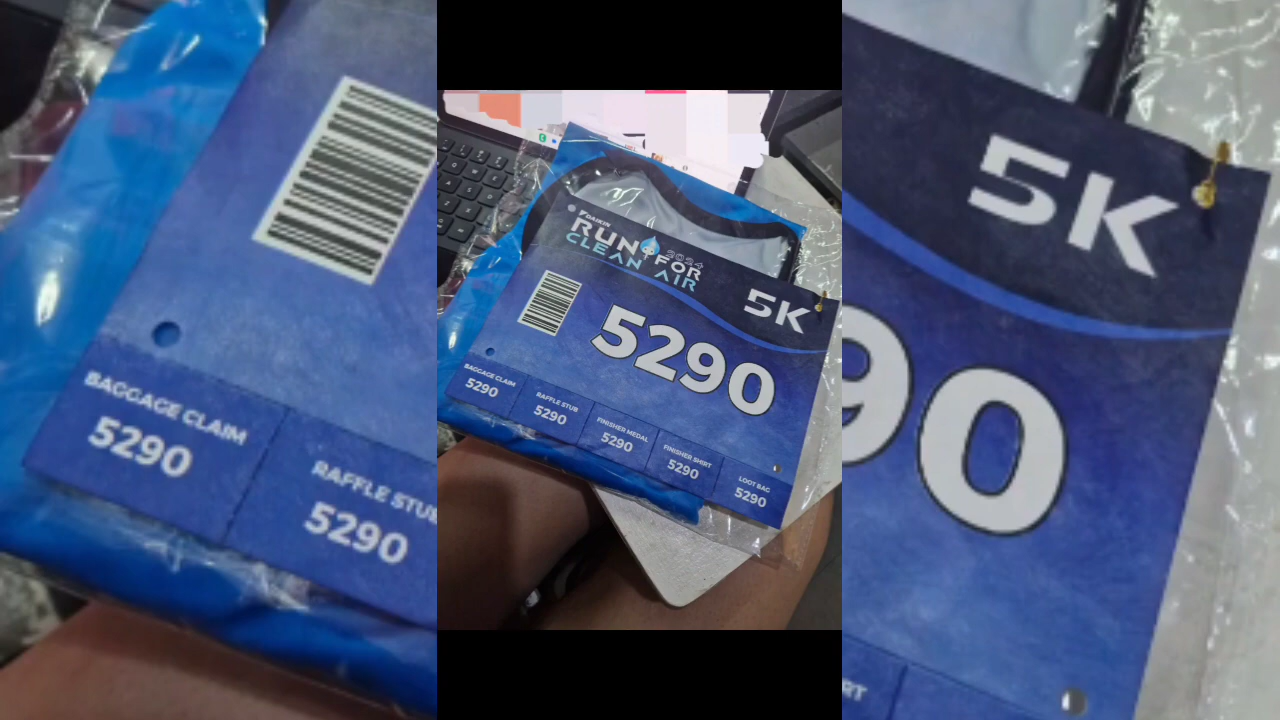 DAIKIN
RUN FOR 2024
CLEAN AIR
5K
5290
BAGGAGE CLAIM
5290
RAFFLE STUB
5290
FINISHER MEDAL
5290
FINISHER SHIRT
5290
LOOT BAG
5290
BAGGAGE CLAIM
5290
RAFFLE STUB
5290
5K
90
RT